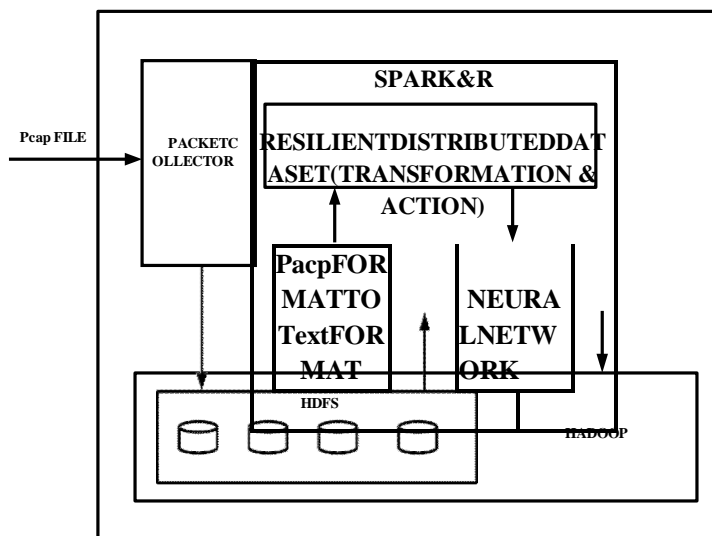 SPARK&R
Pcap FILE
PACKETC
OLLECTOR
RESILIENTDISTRIBUTEDDAT
ASET(TRANSFORMATION &
ACTION)
PacpFOR
MATTO
TextFOR
MAT
NEURA
LNETW
ORK
HDFS
HADOOP